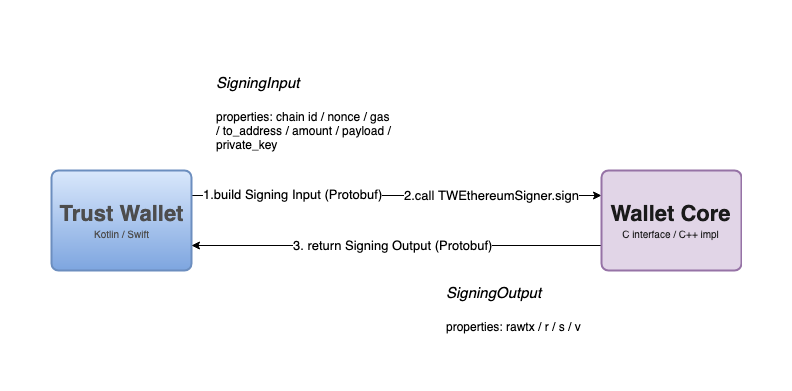 SigningInput
properties: chain id / nonce / gas
/ to_address / amount / payload /
private_key
Trust Wallet
Kotlin / Swift
1.build Signing Input (Protobuf)
2.call TWEthereumSigner.sign
Wallet Core
C interface / C++ impl
3. return Signing Output (Protobuf)
SigningOutput
properties: rawtx / r / s / v